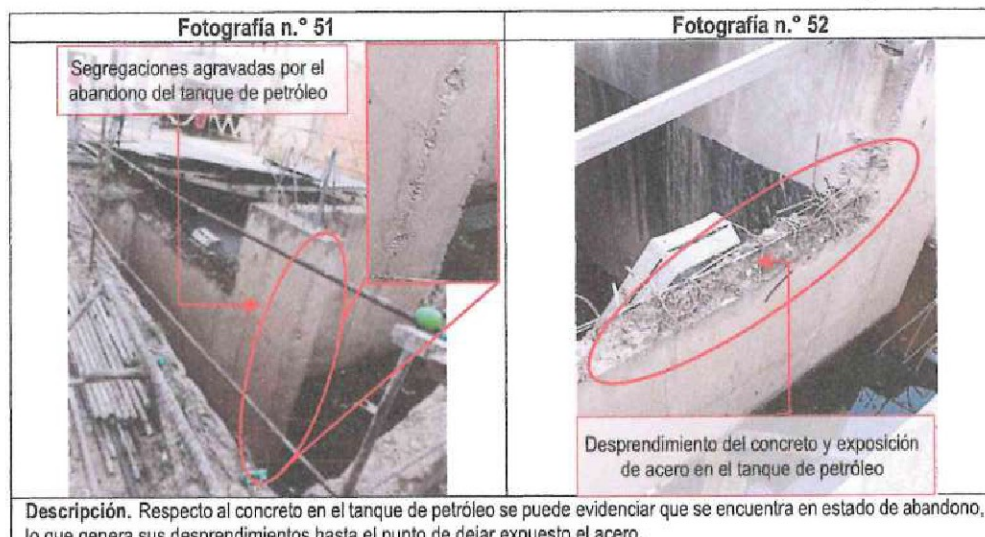 Fotografía n.° 51
Fotografía n.° 52
Segregaciones agravadas por el
abandono del tanque de petróleo
Desprendimiento del concreto y exposición
de acero en el tanque de petróleo
Descripción. Respecto al concreto en el tanque de petróleo se puede evidenciar que se encuentra en estado de abandono,
lo que genera sus desprendimientos hasta el punto de dejar expuesto el acero.